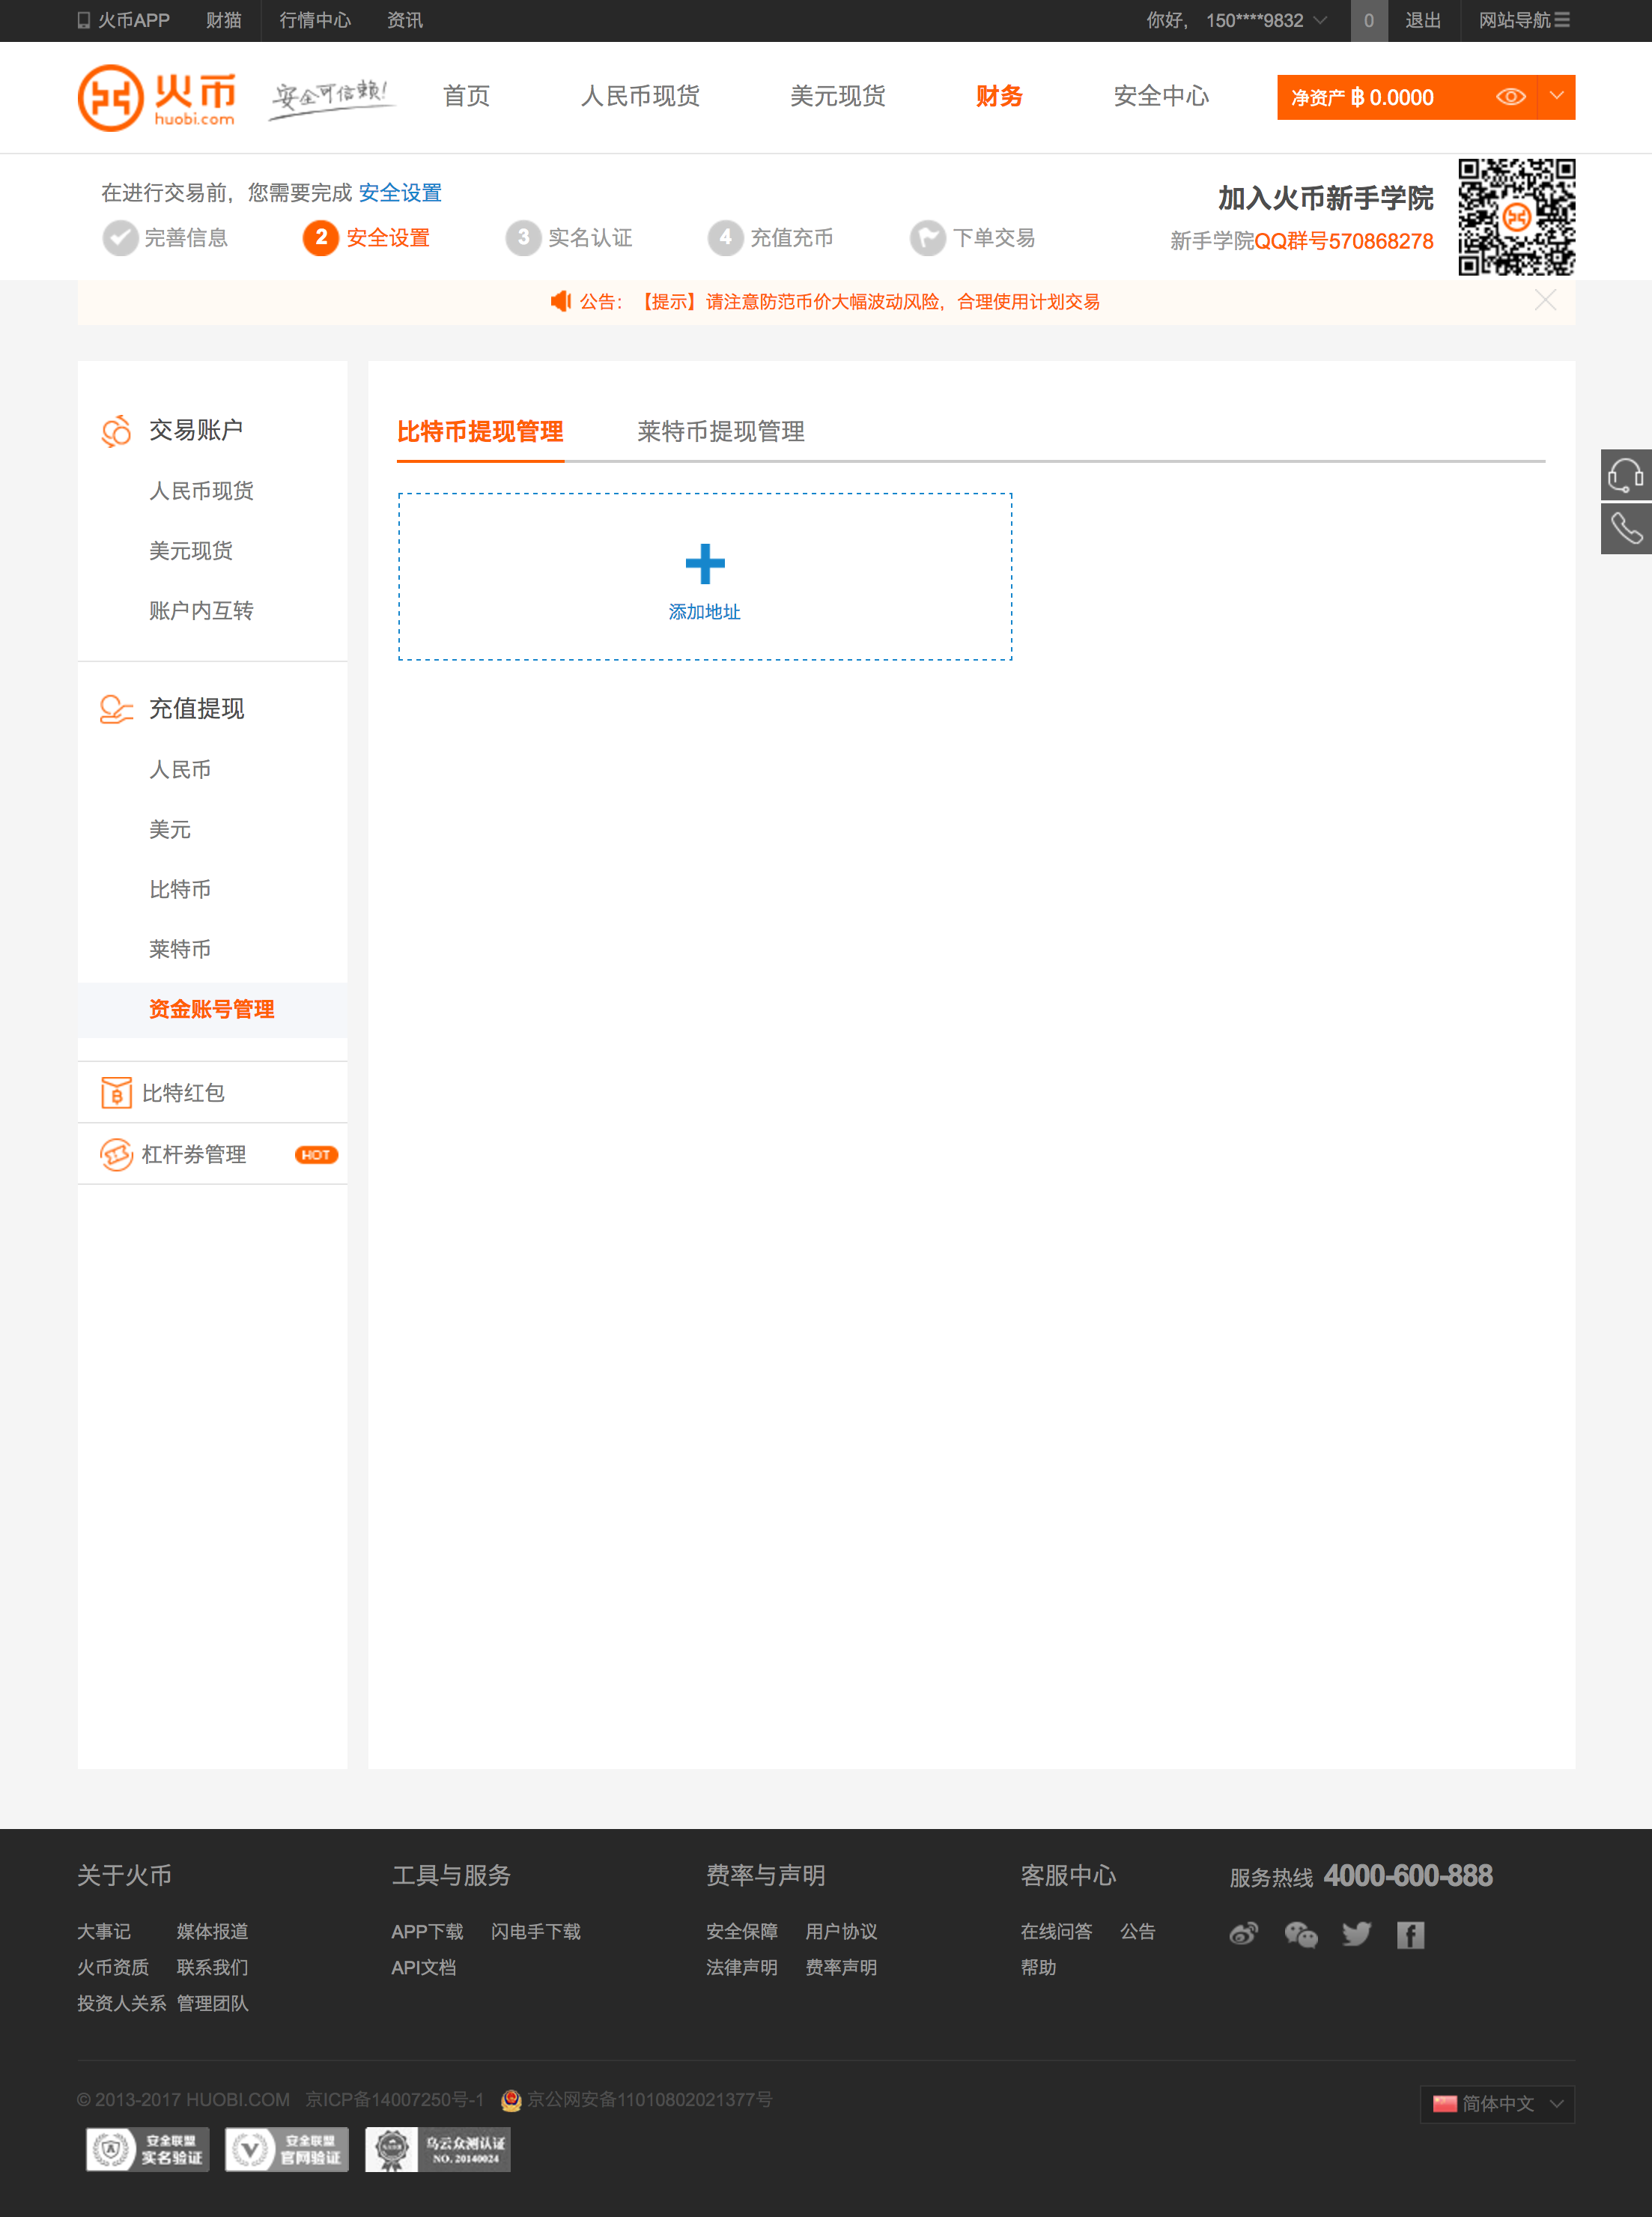 火币APP 财猫 行情中心 资讯 你好， 150****9832 0 退出 网站导航
火币 huobi.com 安全可信赖! 首页 人民币现货 美元现货 财务 安全中心 净资产 ฿ 0.0000
在进行交易前，您需要完成 安全设置
完善信息 2 安全设置 3 实名认证 4 充值充币 下单交易
加入火币新手学院
新手学院QQ群号570868278
公告： 【提示】请注意防范币价大幅波动风险，合理使用计划交易
交易账户
人民币现货
美元现货
账户内互转
充值提现
人民币
美元
比特币
莱特币
资金账号管理
比特红包
杠杆券管理 HOT
比特币提现管理 莱特币提现管理
添加地址
关于火币 工具与服务 费率与声明 客服中心 服务热线 4000-600-888
大事记 媒体报道 APP下载 闪电手下载 安全保障 用户协议 在线问答 公告
火币资质 联系我们 API文档 法律声明 费率声明 帮助
投资人关系 管理团队
© 2013-2017 HUOBI.COM 京ICP备14007250号-1 京公网安备11010802021377号
简体中文
安全联盟 实名验证
安全联盟 官网验证
乌云众测认证 NO. 20140024